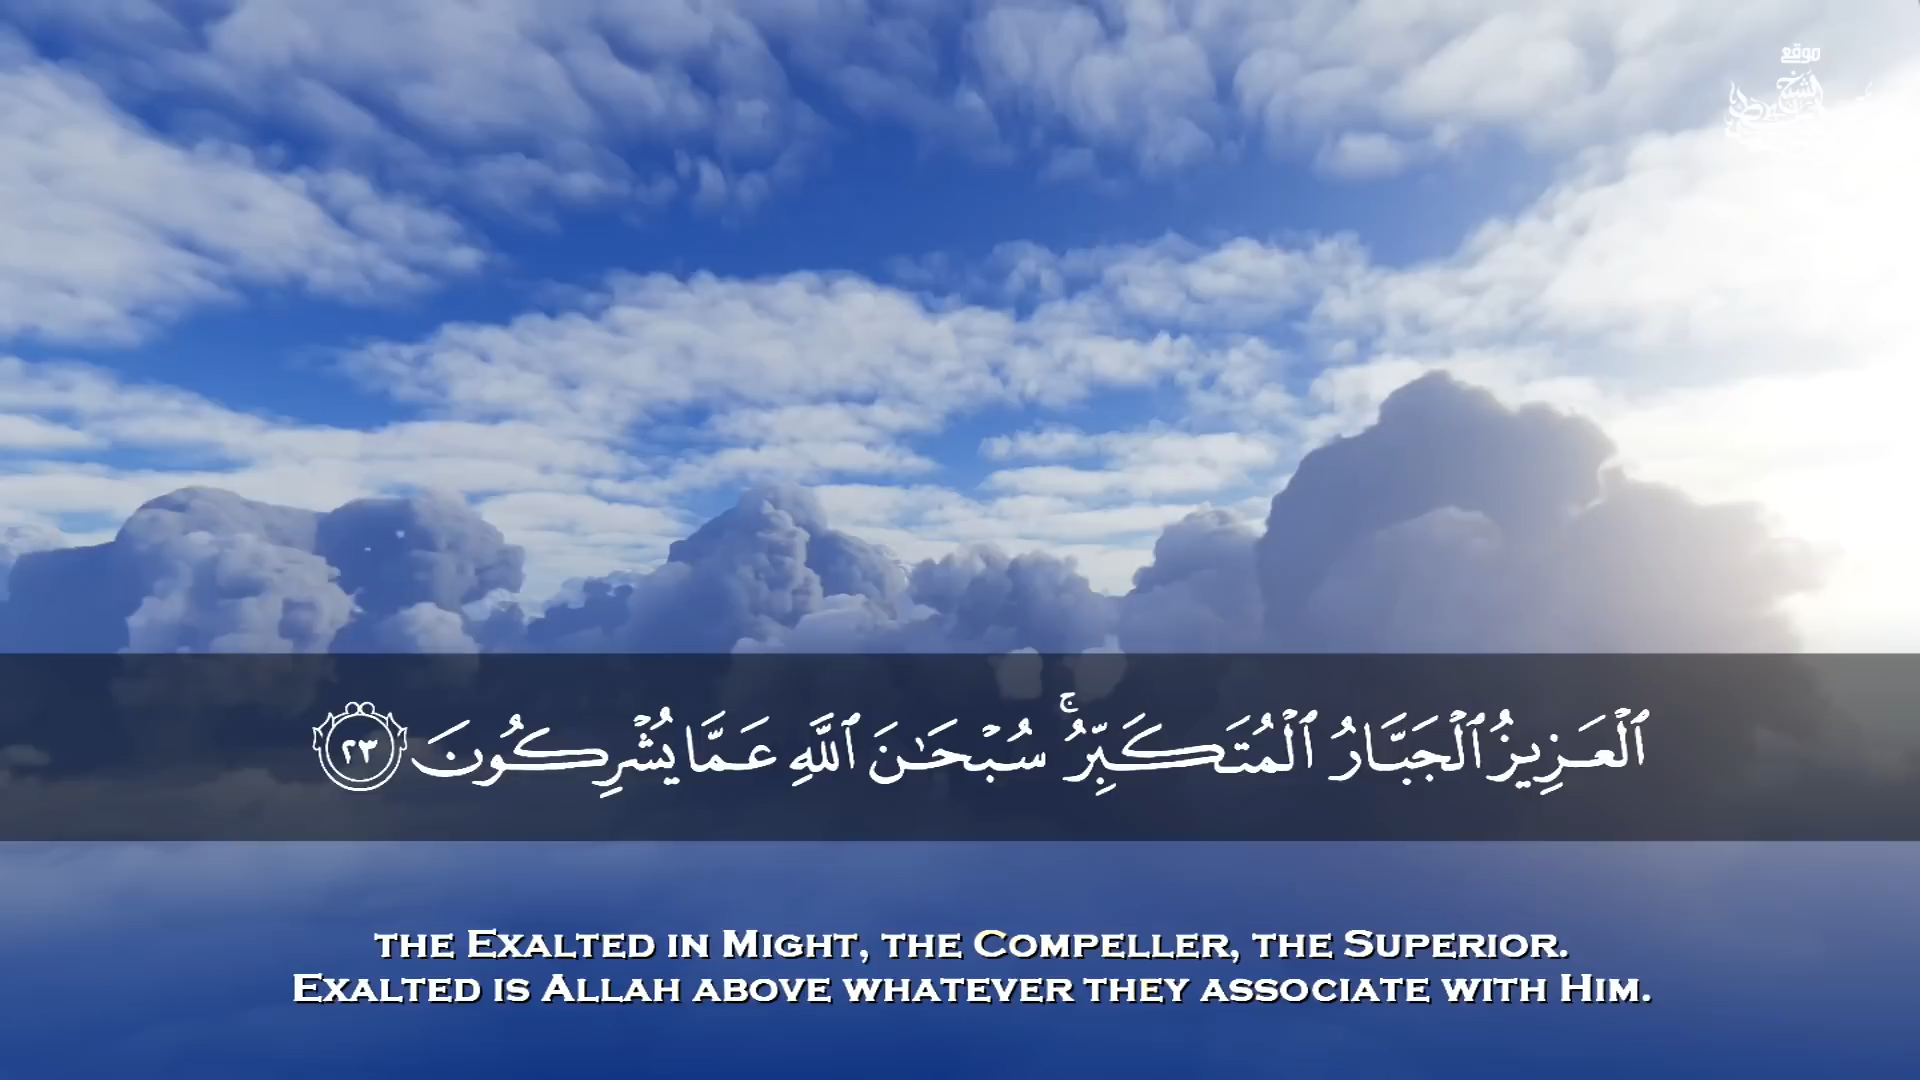 موقع
ٱلْعَزِيزُ ٱلْجَبَّارُ ٱلْمُتَكَبِّرُ ۚ سُبْحَـٰنَ ٱللَّهِ عَمَّا يُشْرِكُونَ ٢٣
THE EXALTED IN MIGHT, THE COMPELLER, THE SUPERIOR.
EXALTED IS ALLAH ABOVE WHATEVER THEY ASSOCIATE WITH HIM.